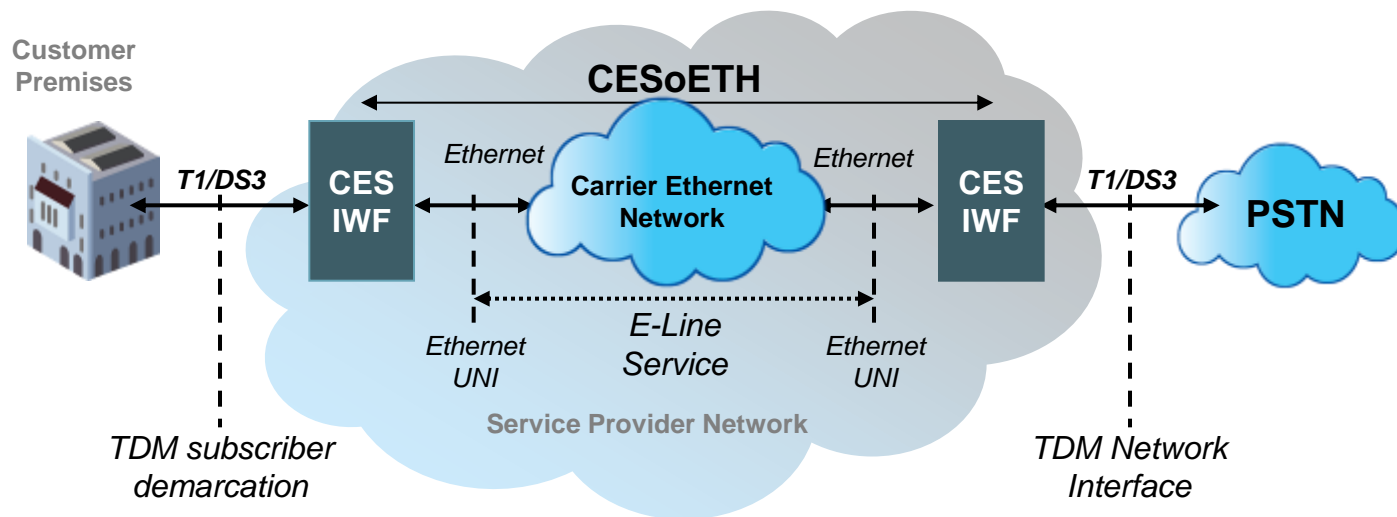 Customer
Premises
CESoETH
Ethernet
Ethernet
T1/DS3
CES
IWF
Carrier Ethernet
Network
CES
IWF
T1/DS3
PSTN
E-Line
Service
Ethernet
UNI
Ethernet
UNI
Service Provider Network
TDM subscriber
demarcation
TDM Network
Interface